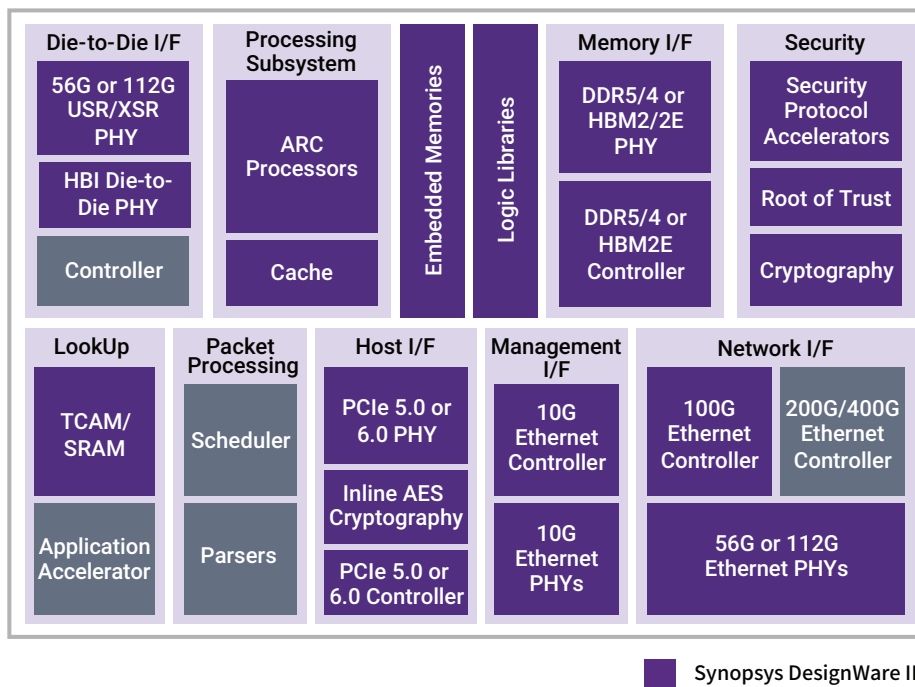 Die-to-Die I/F
56G or 112G
USR/XSR
PHY
HBI Die-to-
Die PHY
Controller
Processing
Subsystem
ARC
Processors
Cache
Embedded Memories
Logic Libraries
Memory I/F
DDR5/4 or
HBM2/2E
PHY
DDR5/4 or
HBM2E
Controller
Security
Security
Protocol
Accelerators
Root of Trust
Cryptography
LookUp
TCAM/
SRAM
Application
Accelerator
Packet
Processing
Scheduler
Parsers
Host I/F
PCIe 5.0 or
6.0 PHY
Inline AES
Cryptography
PCIe 5.0 or
6.0 Controller
Management
I/F
10G
Ethernet
Controller
10G
Ethernet
PHYs
Network I/F
100G
Ethernet
Controller
200G/400G
Ethernet
Controller
56G or 112G
Ethernet PHYs
Synopsys DesignWare